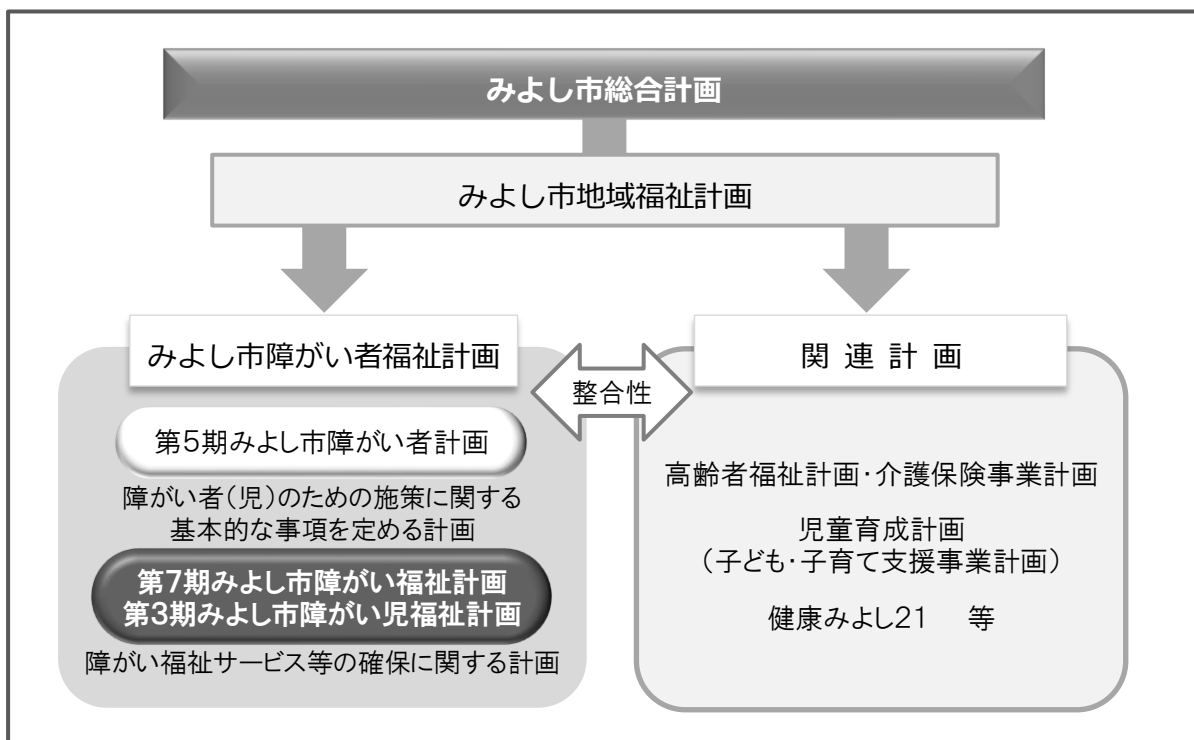 みよし市総合計画
みよし市地域福祉計画
みよし市障がい者福祉計画
整合性
関連計画
第5期みよし市障がい者計画
障がい者(児)のための施策に関する
基本的な事項を定める計画
第7期みよし市障がい福祉計画
第3期みよし市障がい児福祉計画
障がい福祉サービス等の確保に関する計画
高齢者福祉計画・介護保険事業計画
児童育成計画
(子ども・子育て支援事業計画)
健康みよし21 等